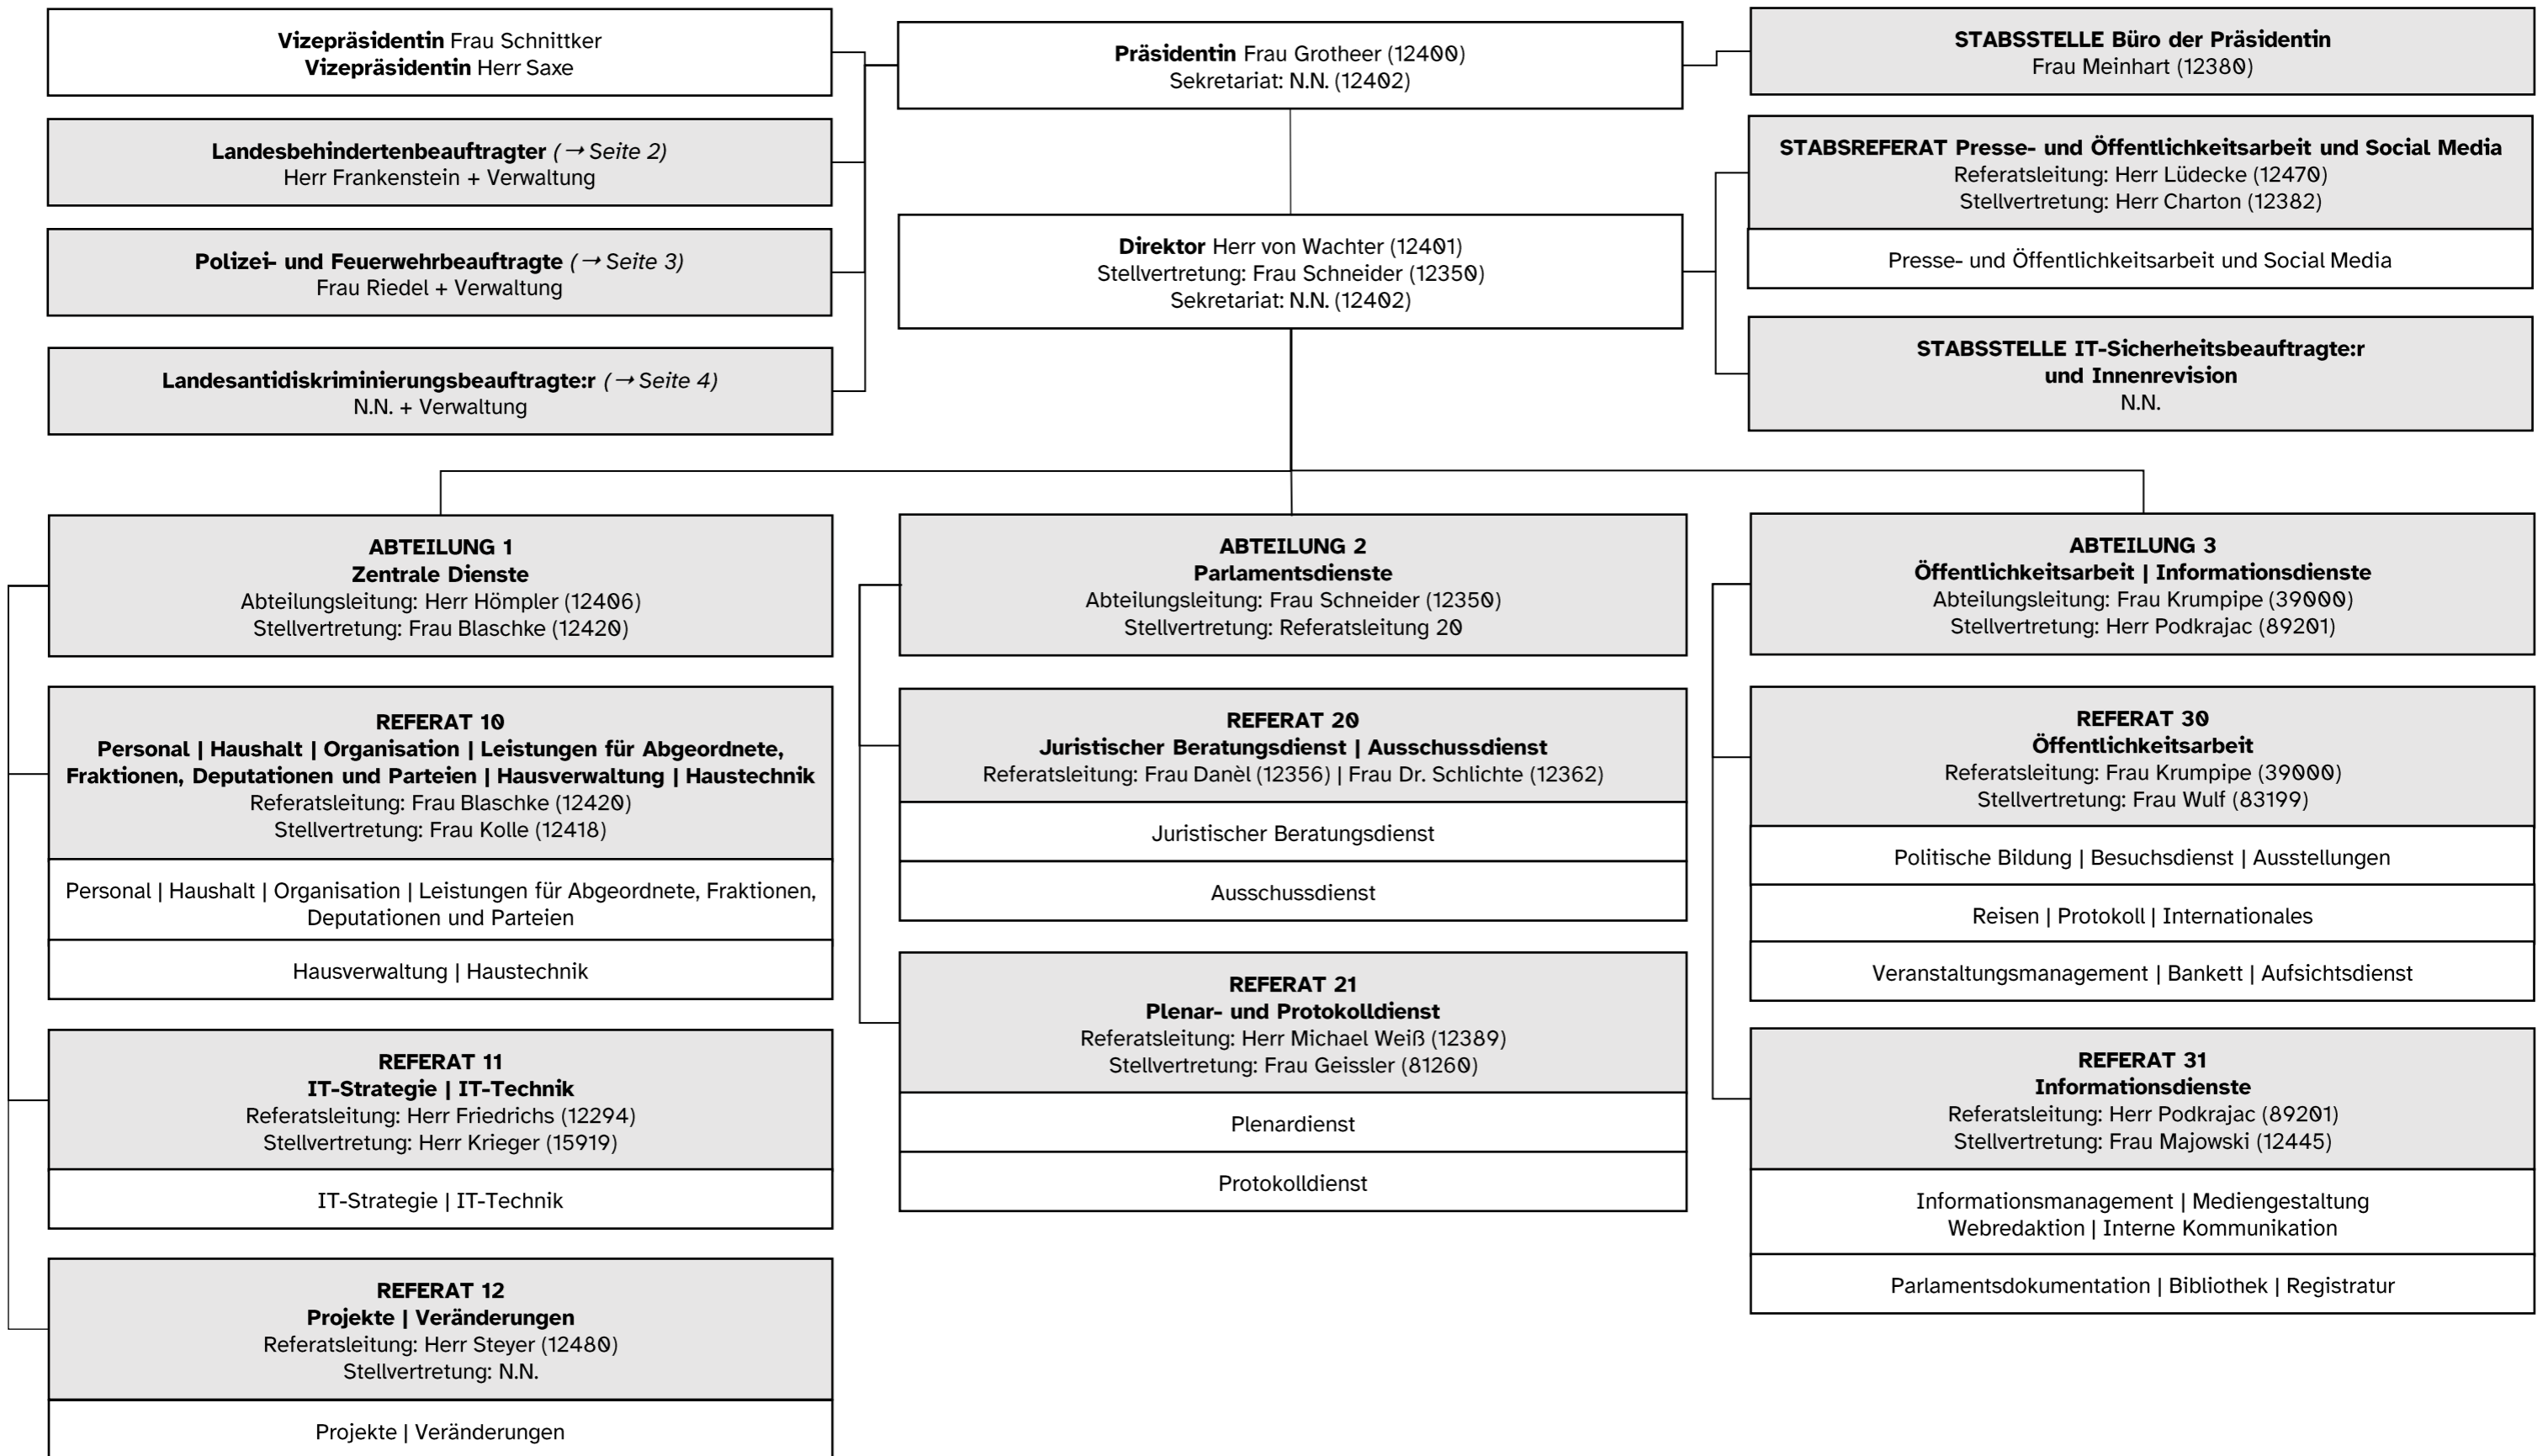 Vizepräsidentin Frau Schnittker
Vizepräsidentin Herr Saxe
Präsidentin Frau Grotheer (12400)
Sekretariat: N.N. (12402)
STABSSTELLE Büro der Präsidentin
Frau Meinhart (12380)
Landesbehindertenbeauftragter (→ Seite 2)
Herr Frankenstein + Verwaltung
Polizei- und Feuerwehrbeauftragte (→ Seite 3)
Frau Riedel + Verwaltung
Landesantidiskriminierungsbeauftragte:r (→ Seite 4)
N.N. + Verwaltung
Direktor Herr von Wachter (12401)
Stellvertretung: Frau Schneider (12350)
Sekretariat: N.N. (12402)
STABSREFERAT Presse- und Öffentlichkeitsarbeit und Social Media
Referatsleitung: Herr Lüdecke (12470)
Stellvertretung: Herr Charton (12382)
Presse- und Öffentlichkeitsarbeit und Social Media
STABSSTELLE IT-Sicherheitsbeauftragte:r
und Innenrevision
N.N.
ABTEILUNG 1
Zentrale Dienste
Abteilungsleitung: Herr Hömpler (12406)
Stellvertretung: Frau Blaschke (12420)
REFERAT 10
Personal | Haushalt | Organisation | Leistungen für Abgeordnete,
Fraktionen, Deputationen und Parteien | Hausverwaltung | Haustechnik
Referatsleitung: Frau Blaschke (12420)
Stellvertretung: Frau Kolle (12418)
Personal | Haushalt | Organisation | Leistungen für Abgeordnete, Fraktionen,
Deputationen und Parteien
Hausverwaltung | Haustechnik
REFERAT 11
IT-Strategie | IT-Technik
Referatsleitung: Herr Friedrichs (12294)
Stellvertretung: Herr Krieger (15919)
IT-Strategie | IT-Technik
REFERAT 12
Projekte | Veränderungen
Referatsleitung: Herr Steyer (12480)
Stellvertretung: N.N.
Projekte | Veränderungen
ABTEILUNG 2
Parlamentsdienste
Abteilungsleitung: Frau Schneider (12350)
Stellvertretung: Referatsleitung 20
REFERAT 20
Juristischer Beratungsdienst | Ausschussdienst
Referatsleitung: Frau Danèl (12356) | Frau Dr. Schlichte (12362)
Juristischer Beratungsdienst
Ausschussdienst
REFERAT 21
Plenar- und Protokolldienst
Referatsleitung: Herr Michael Weiß (12389)
Stellvertretung: Frau Geissler (81260)
Plenardienst
Protokolldienst
ABTEILUNG 3
Öffentlichkeitsarbeit | Informationsdienste
Abteilungsleitung: Frau Krumpipe (39000)
Stellvertretung: Herr Podkrajac (89201)
REFERAT 30
Öffentlichkeitsarbeit
Referatsleitung: Frau Krumpipe (39000)
Stellvertretung: Frau Wulf (83199)
Politische Bildung | Besuchsdienst | Ausstellungen
Reisen | Protokoll | Internationales
Veranstaltungsmanagement | Bankett | Aufsichtsdienst
REFERAT 31
Informationsdienste
Referatsleitung: Herr Podkrajac (89201)
Stellvertretung: Frau Majowski (12445)
Informationsmanagement | Mediengestaltung
Webredaktion | Interne Kommunikation
Parlamentsdokumentation | Bibliothek | Registratur